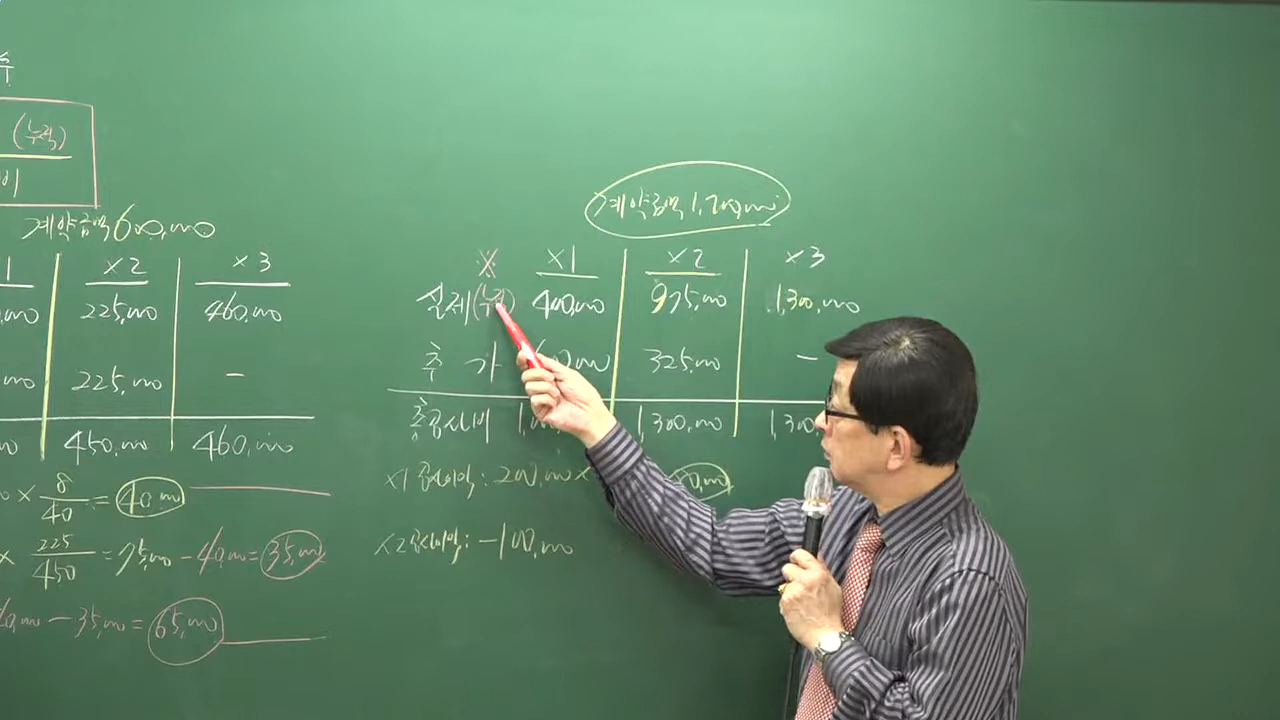 수
(누적)
비
계약금액 600,000
1 ×2 ×3
225,000 460,000
225,000 -
450,000 460,000
× 8/40 = 40,000
× 225/450 = 75,000 - 40,000 = 35,000
- 35,000 = 65,000
계약금액 1,200,000
※ ×1 ×2 ×3
실제(누적) 400,000 975,000 1,300,000
추가 325,000 -
총공사비 1,300,000
×1 공사이익: 200,000 ×
×2 공사이익: -100,000